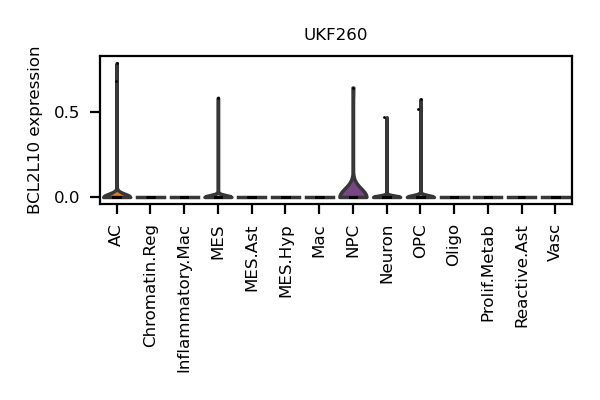 UKF260
BCL2L10 expression
0.5
0.0
AC
Chromatin.Reg
Inflammatory.Mac
MES
MES.Ast
MES.Hyp
Mac
NPC
Neuron
OPC
Oligo
Prolif.Metab
Reactive.Ast
Vasc